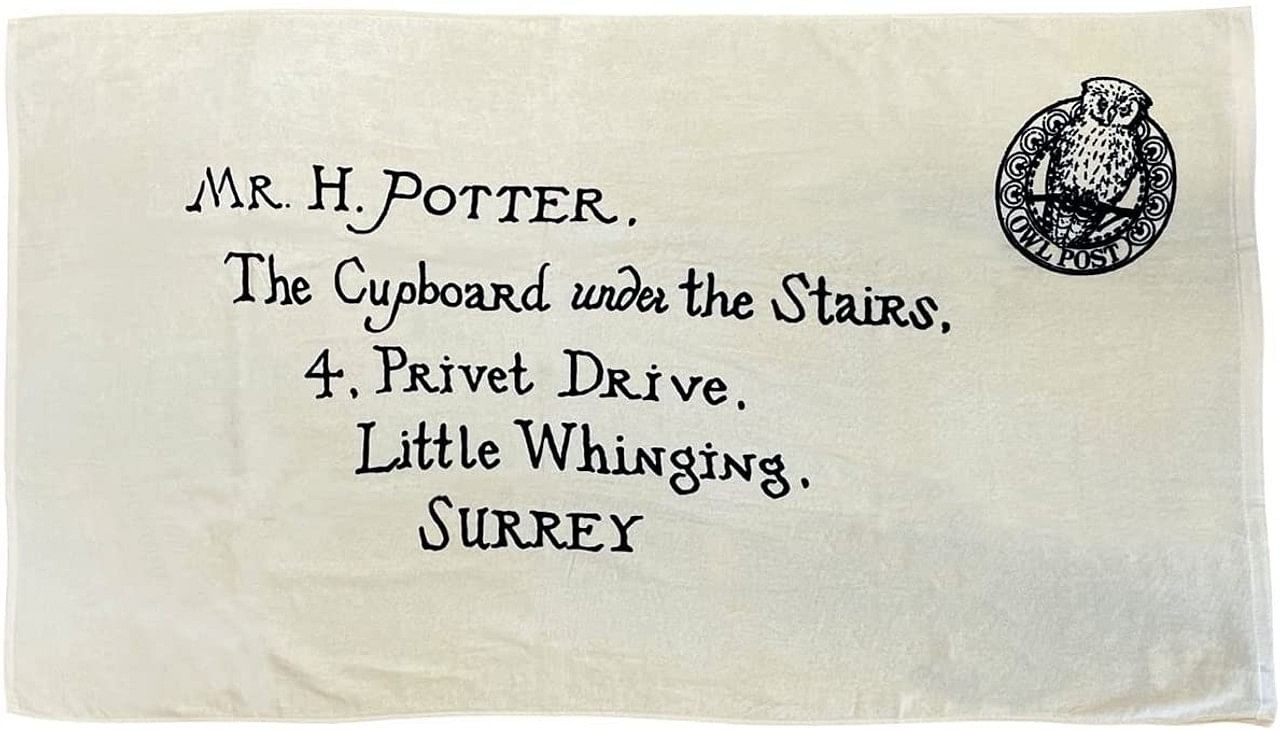 Mr. H. Potter.
The Cupboard under the Stairs,
4, Privet Drive.
Little Whinging.
SURREY
OWL POST